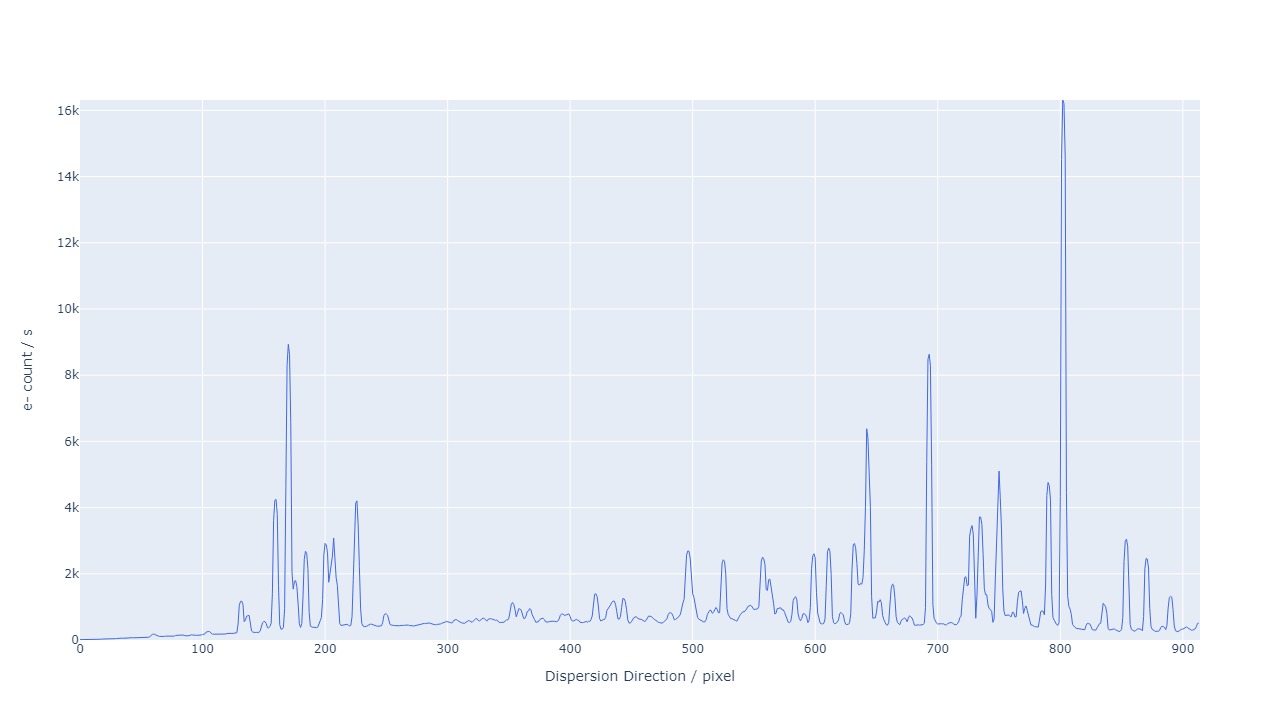 16k
14k
12k
10k
8k
6k
4k
2k
0
e- count / s
0 100 200 300 400 500 600 700 800 900
Dispersion Direction / pixel